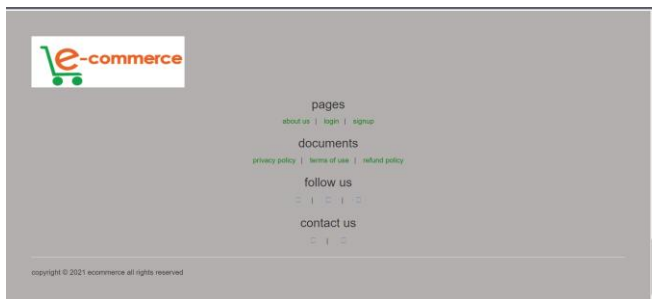 e-commerce
pages
about us | login | signup
documents
privacy policy | terms of use | refund policy
follow us
| |
contact us
|
copyright © 2021 ecommerce all rights reserved